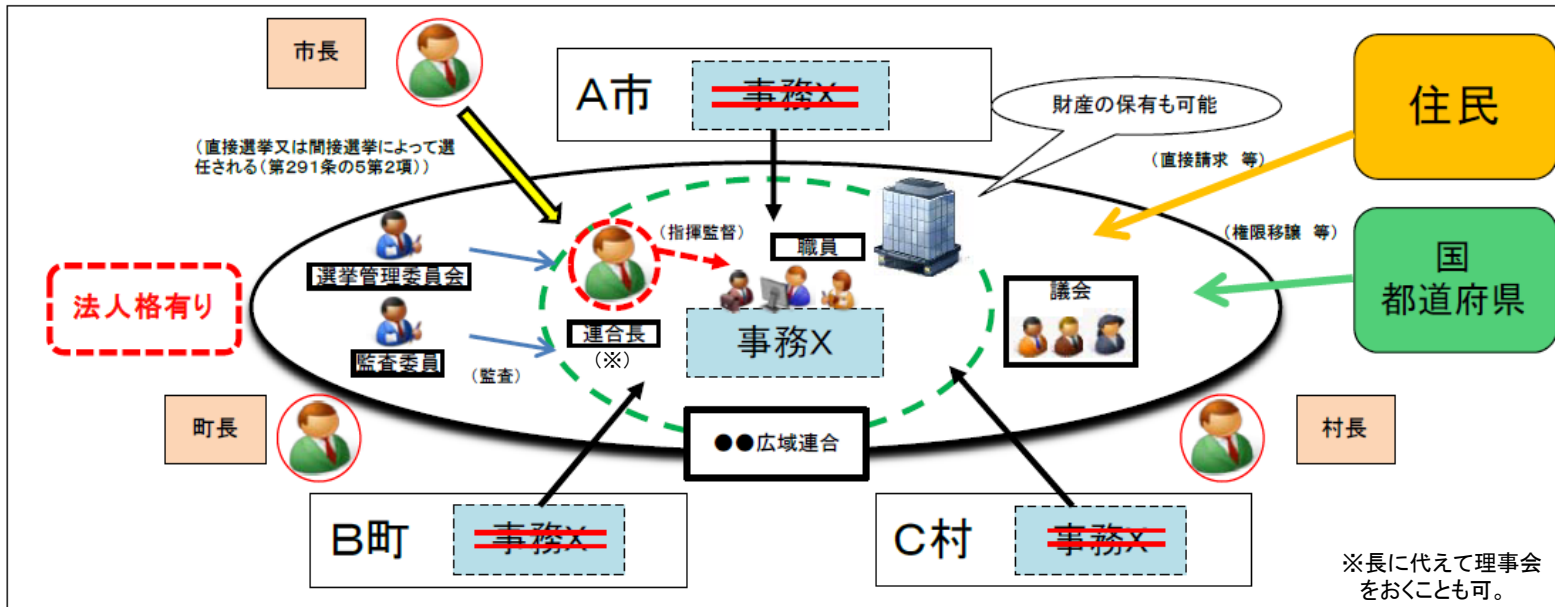 市長
A市
事務X
財産の保有も可能
住民
(直接選挙又は間接選挙によって選
任される(第291条の5第2項))
(直接請求 等)
(指揮監督)
職員
(権限移譲 等)
国
都道府県
選挙管理委員会
法人格有り
議会
連合長
(※)
事務X
監査委員
(監査)
町長
村長
●●広域連合
B町
事務X
C村
事務X
※長に代えて理事会
をおくことも可。